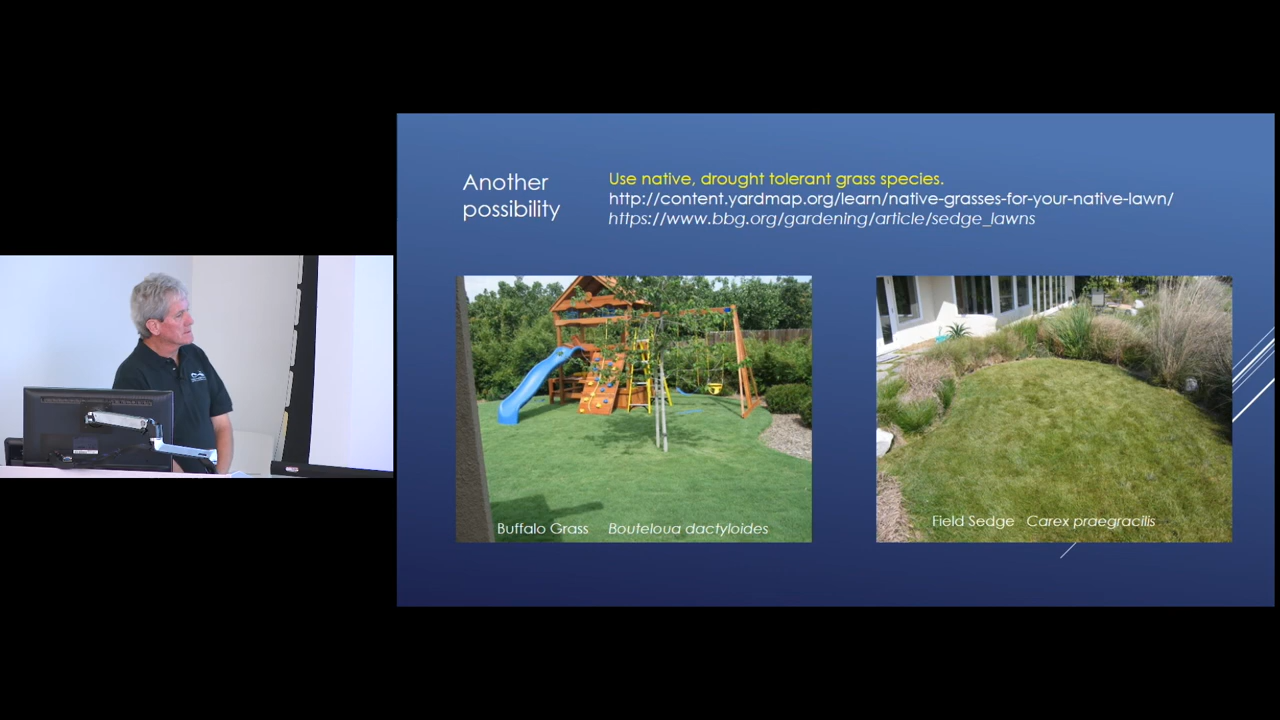 Another
possibility
Use native, drought tolerant grass species.
http://content.yardmap.org/learn/native-grasses-for-your-native-lawn/
https://www.bbg.org/gardening/article/sedge_lawns
Buffalo Grass Bouteloua dactyloides
Field Sedge Carex praegracilis